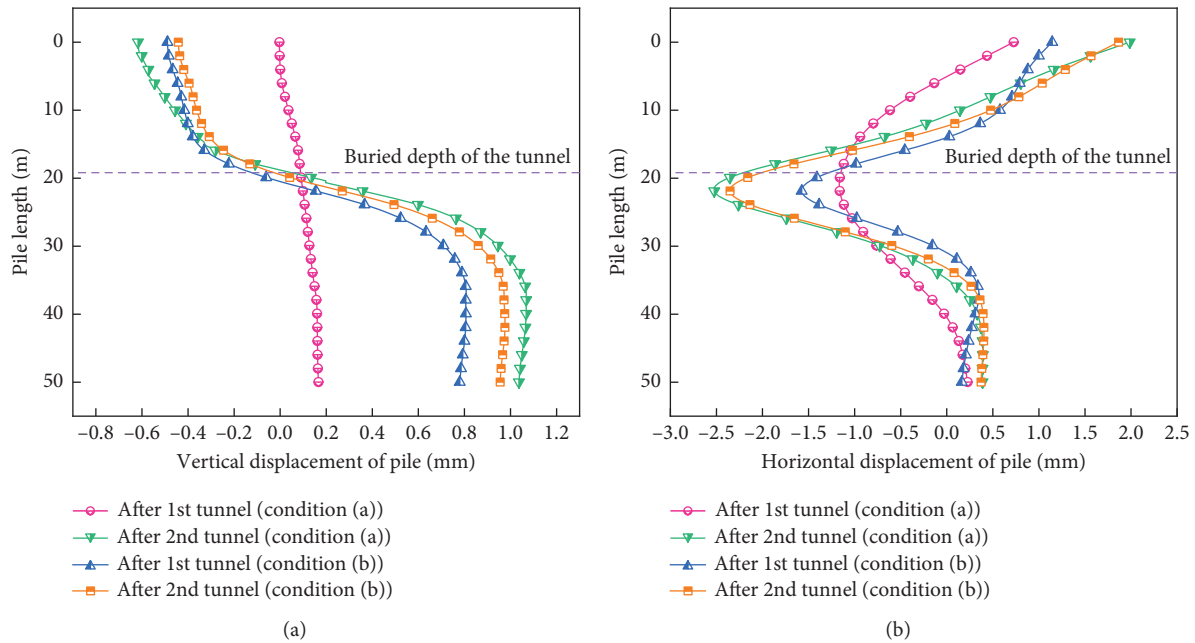 0
10
20
30
40
50
Pile length (m)
Buried depth of the tunnel
−0.8 −0.6 −0.4 −0.2 0.0 0.2 0.4 0.6 0.8 1.0 1.2
Vertical displacement of pile (mm)
After 1st tunnel (condition (a))
After 2nd tunnel (condition (a))
After 1st tunnel (condition (b))
After 2nd tunnel (condition (b))
(a)
0
10
20
30
40
50
Pile length (m)
Buried depth of the tunnel
−3.0 −2.5 −2.0 −1.5 −1.0 −0.5 0.0 0.5 1.0 1.5 2.0 2.5
Horizontal displacement of pile (mm)
After 1st tunnel (condition (a))
After 2nd tunnel (condition (a))
After 1st tunnel (condition (b))
After 2nd tunnel (condition (b))
(b)